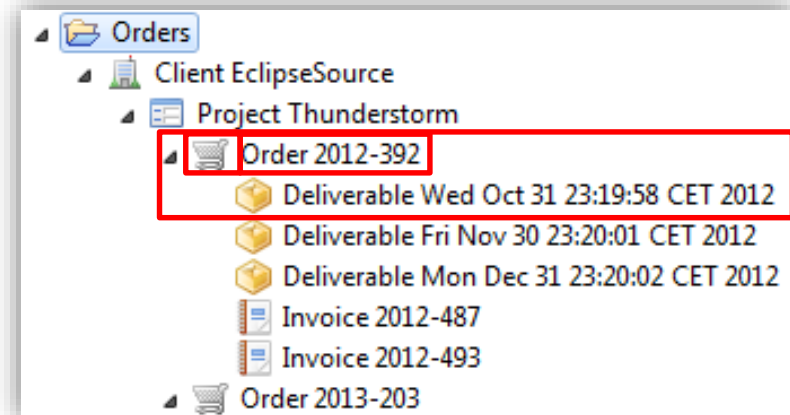 Orders
Client EclipseSource
Project Thunderstorm
Order 2012-392
Deliverable Wed Oct 31 23:19:58 CET 2012
Deliverable Fri Nov 30 23:20:01 CET 2012
Deliverable Mon Dec 31 23:20:02 CET 2012
Invoice 2012-487
Invoice 2012-493
Order 2013-203